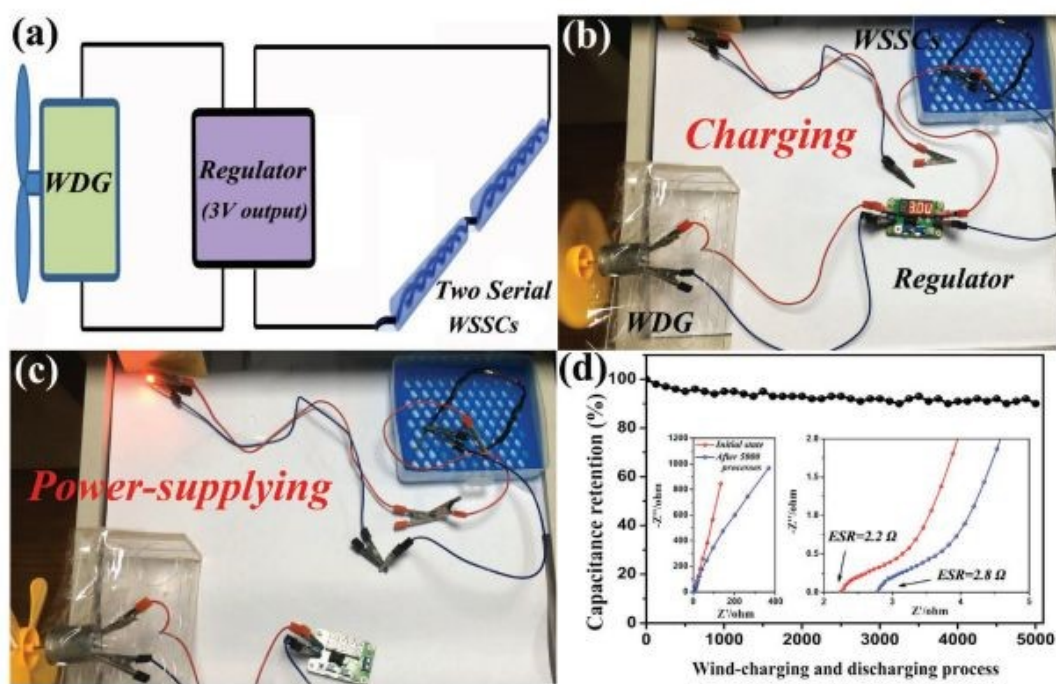 (a)
WDG
Regulator
(3V output)
Two Serial
WSSCs
(b)
WSSCs
Charging
3.00
Regulator
WDG
(c)
Power-supplying
(d)
Capacitance retention (%)
100
80
60
40
20
0
1200
1000
800
600
400
200
0
-Z''/ohm
Initial state
After 5000
processes
0 200 400
Z'/ohm
2.0
1.5
1.0
0.5
0.0
-Z''/ohm
ESR=2.2 Ω
ESR=2.8 Ω
2 3 4 5
Z'/ohm
0 1000 2000 3000 4000 5000
Wind-charging and discharging process